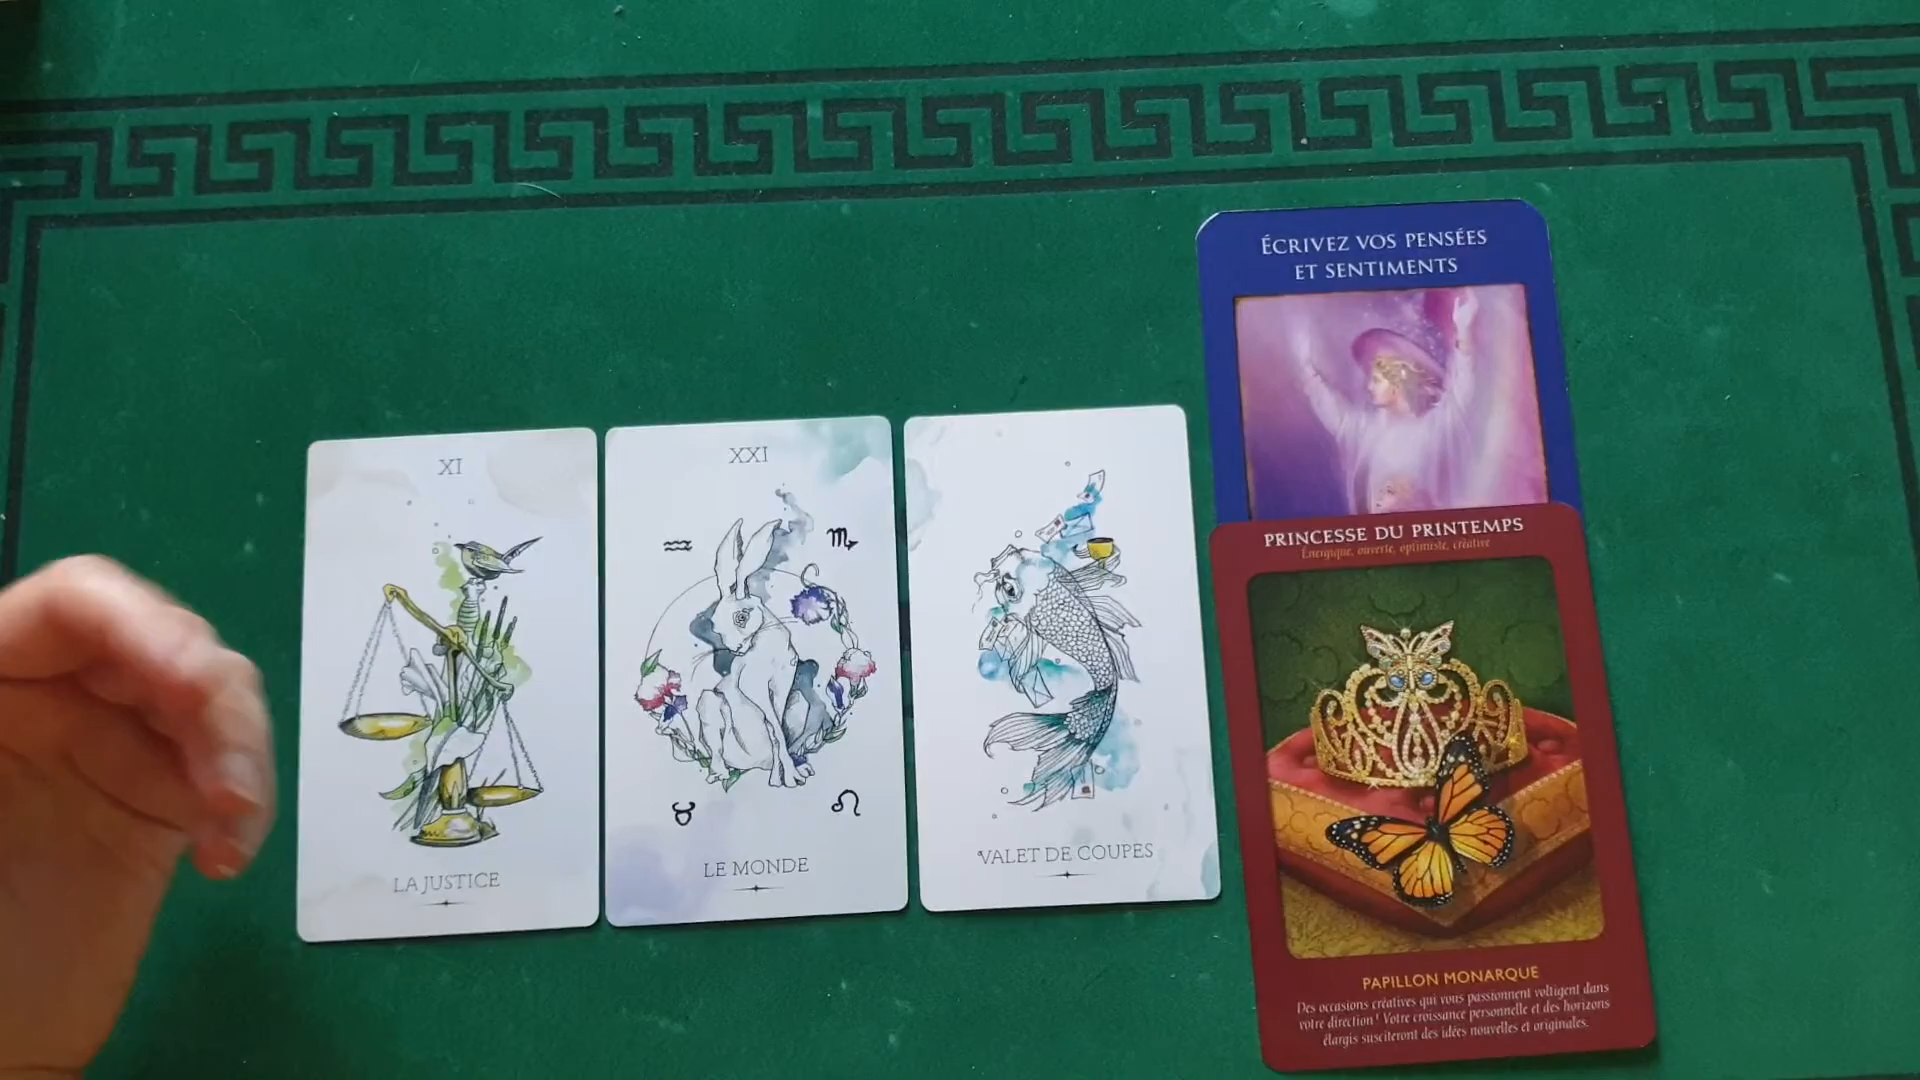 XI
LA JUSTICE
XXI
LE MONDE
VALET DE COUPES
ÉCRIVEZ VOS PENSÉES
ET SENTIMENTS
PRINCESSE DU PRINTEMPS
Énergique, ouverte, optimiste, créative
PAPILLON MONARQUE
Des occasions créatives qui vous passionnent voltigent dans
votre direction ! Votre croissance personnelle et des horizons
élargis susciteront des idées nouvelles et originales.